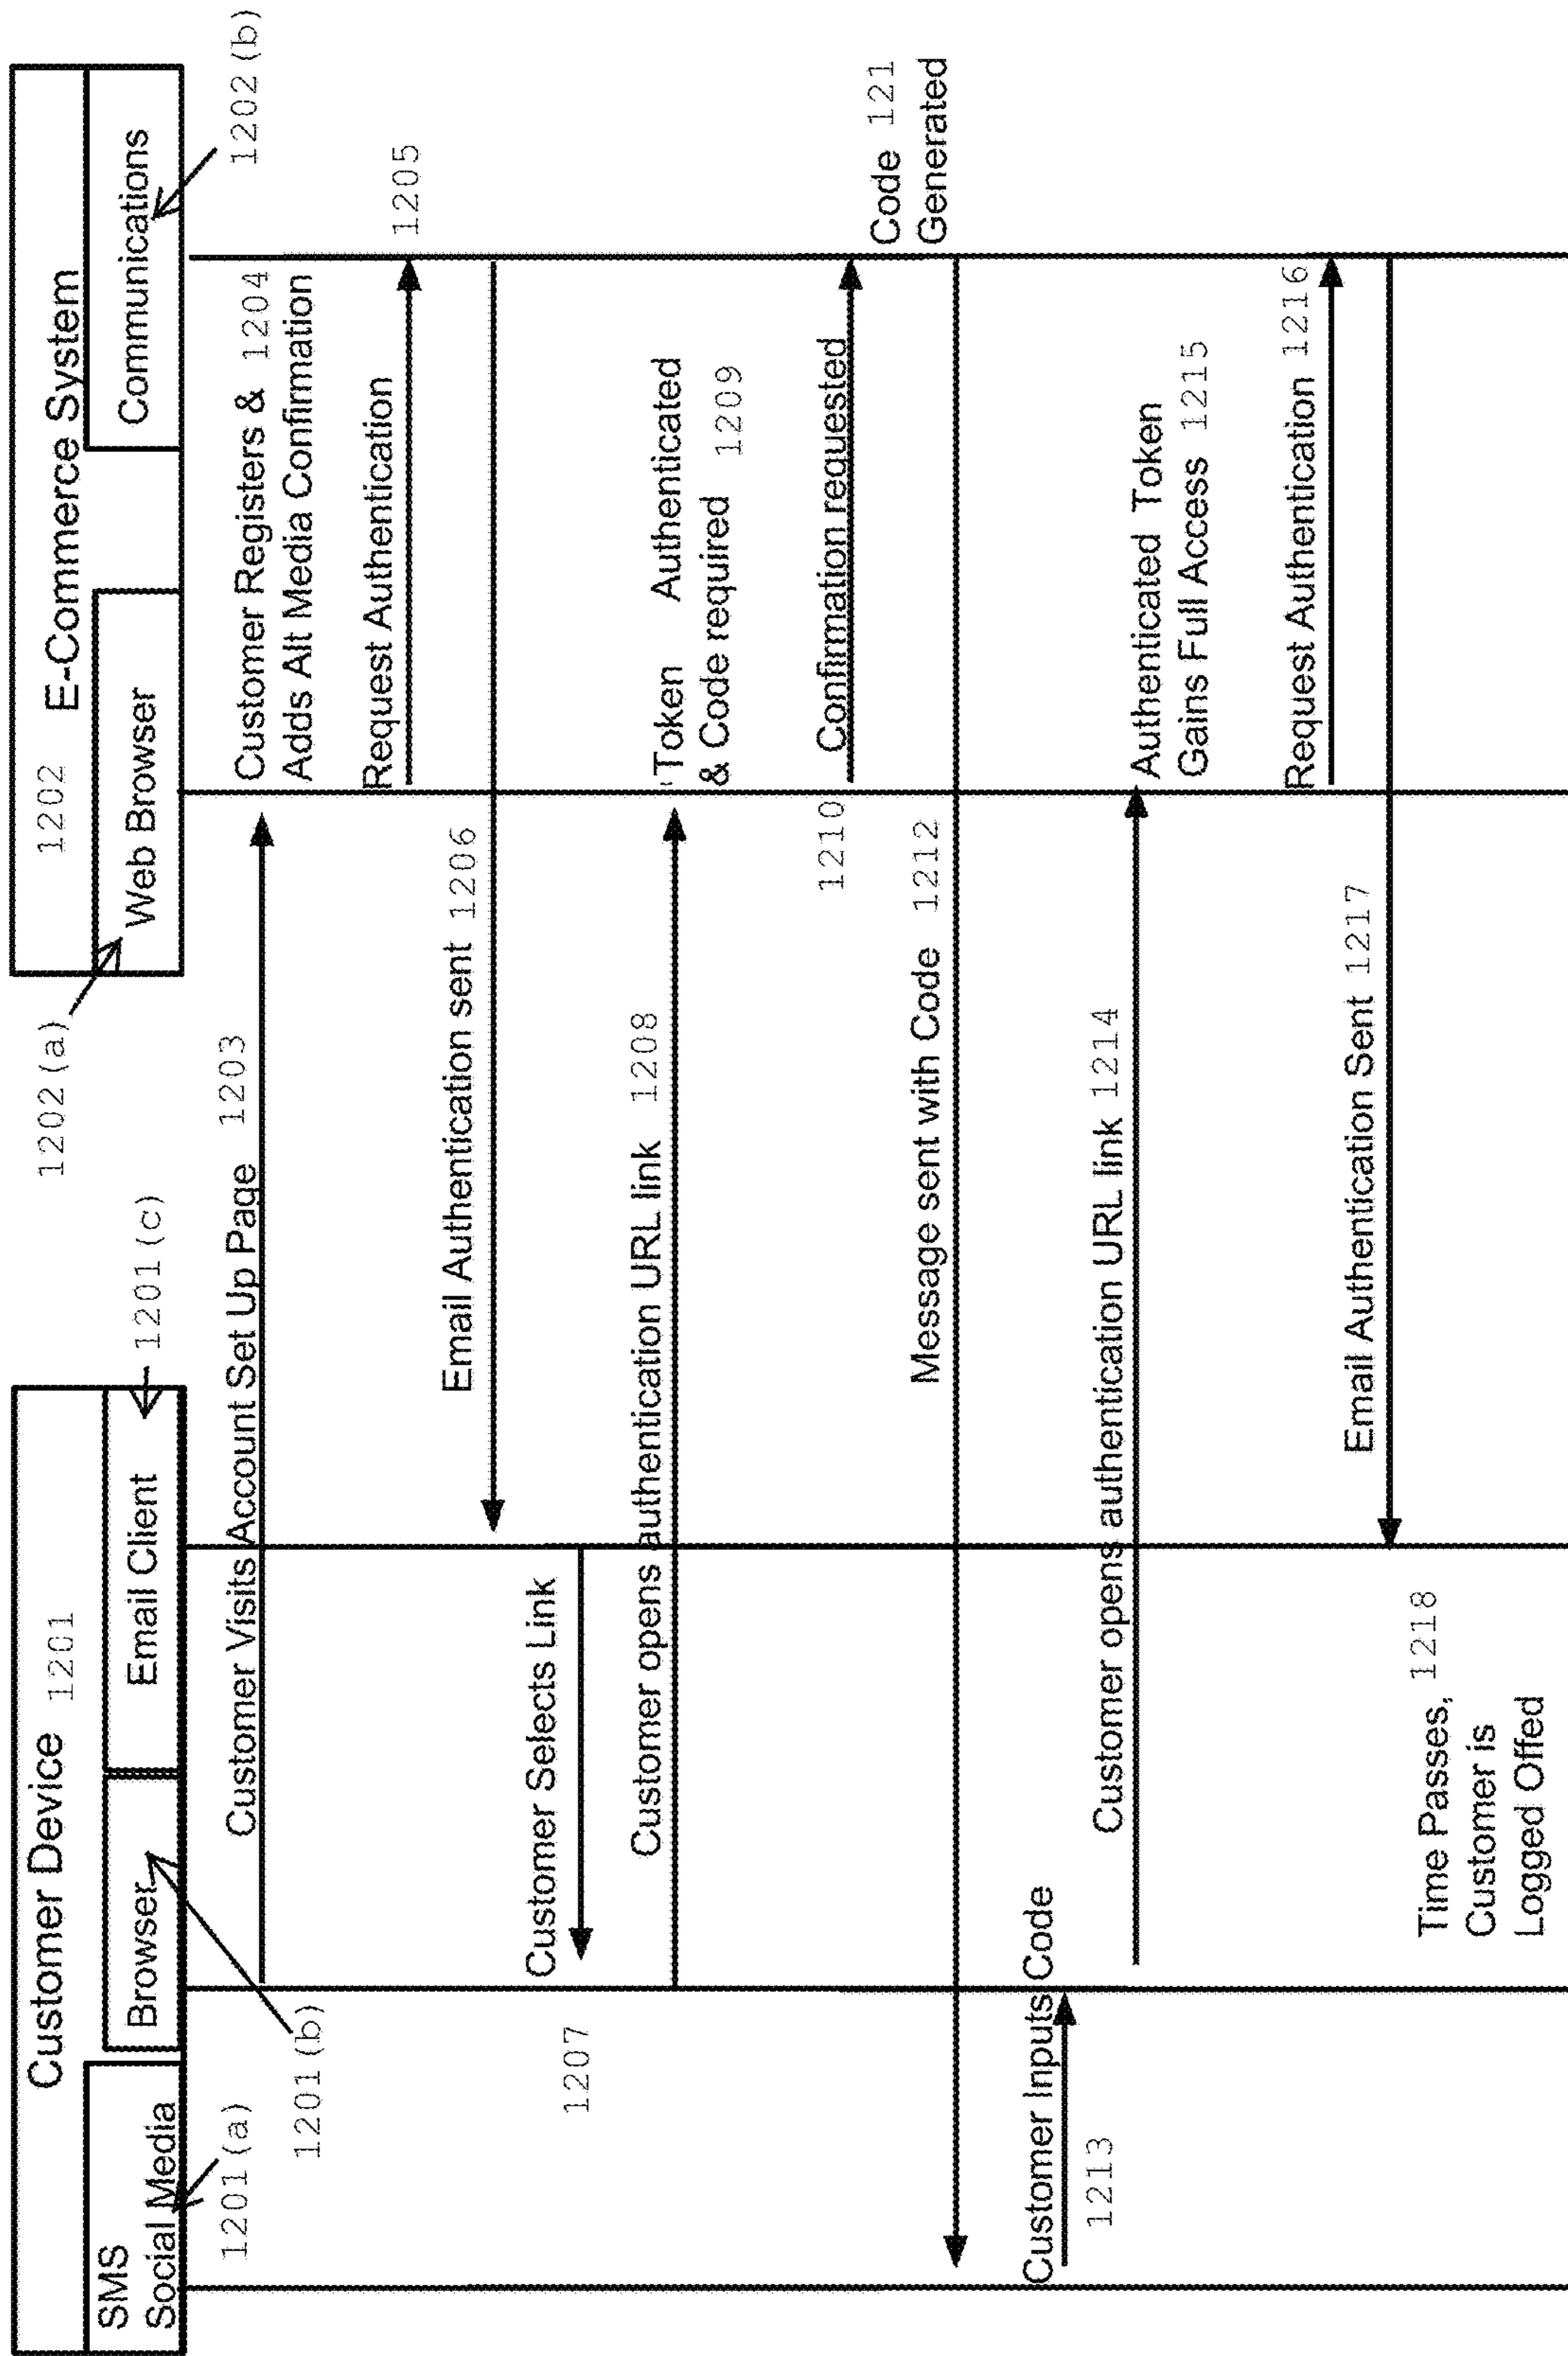 Customer Device 1201
SMS
Social Media
Browser
Email Client
1201(a)
1201(b)
1201(c)
1202 E-Commerce System
Web Browser
Communications
1202(a)
1202(b)
Customer Visits Account Set Up Page 1203
Customer Registers & 1204
Adds Alt Media Confirmation
Request Authentication
1205
Email Authentication sent 1206
Customer Selects Link
1207
Customer opens authentication URL link 1208
Token Authenticated
& Code required 1209
1210
Confirmation requested
Code 121
Generated
Message sent with Code 1212
Customer Inputs Code
1213
Customer opens authentication URL link 1214
Authenticated Token
Gains Full Access 1215
Request Authentication 1216
Email Authentication Sent 1217
Time Passes, 1218
Customer is
Logged Offed